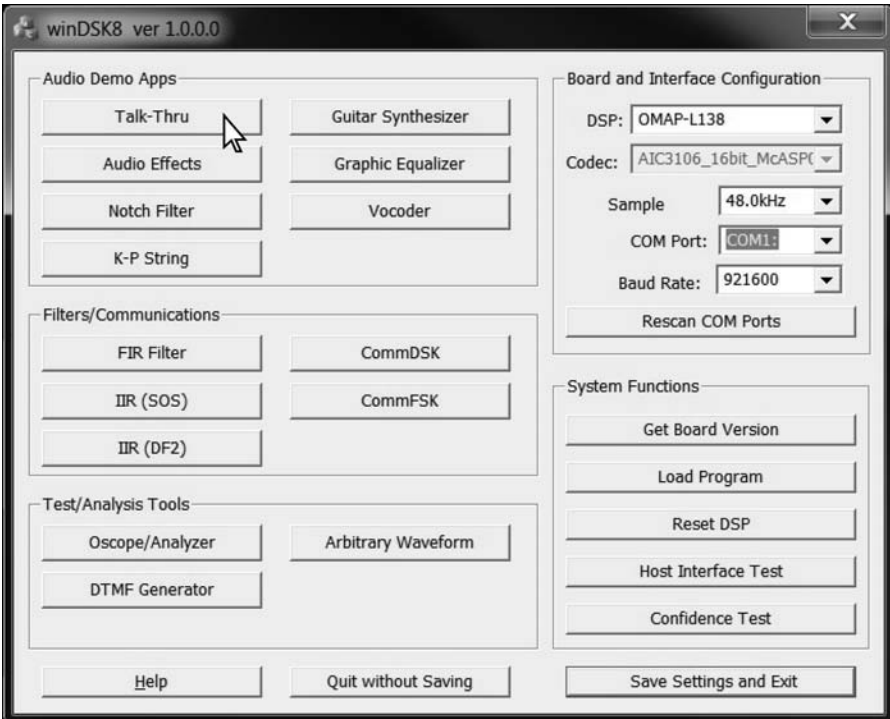 winDSK8 ver 1.0.0.0
Audio Demo Apps
Talk-Thru
Guitar Synthesizer
Audio Effects
Graphic Equalizer
Notch Filter
Vocoder
K-P String
Filters/Communications
FIR Filter
CommDSK
IIR (SOS)
CommFSK
IIR (DF2)
Test/Analysis Tools
Oscope/Analyzer
Arbitrary Waveform
DTMF Generator
Help
Quit without Saving
Board and Interface Configuration
DSP: OMAP-L138
Codec: AIC3106_16bit_McASP(
Sample 48.0kHz
COM Port: COM1:
Baud Rate: 921600
Rescan COM Ports
System Functions
Get Board Version
Load Program
Reset DSP
Host Interface Test
Confidence Test
Save Settings and Exit